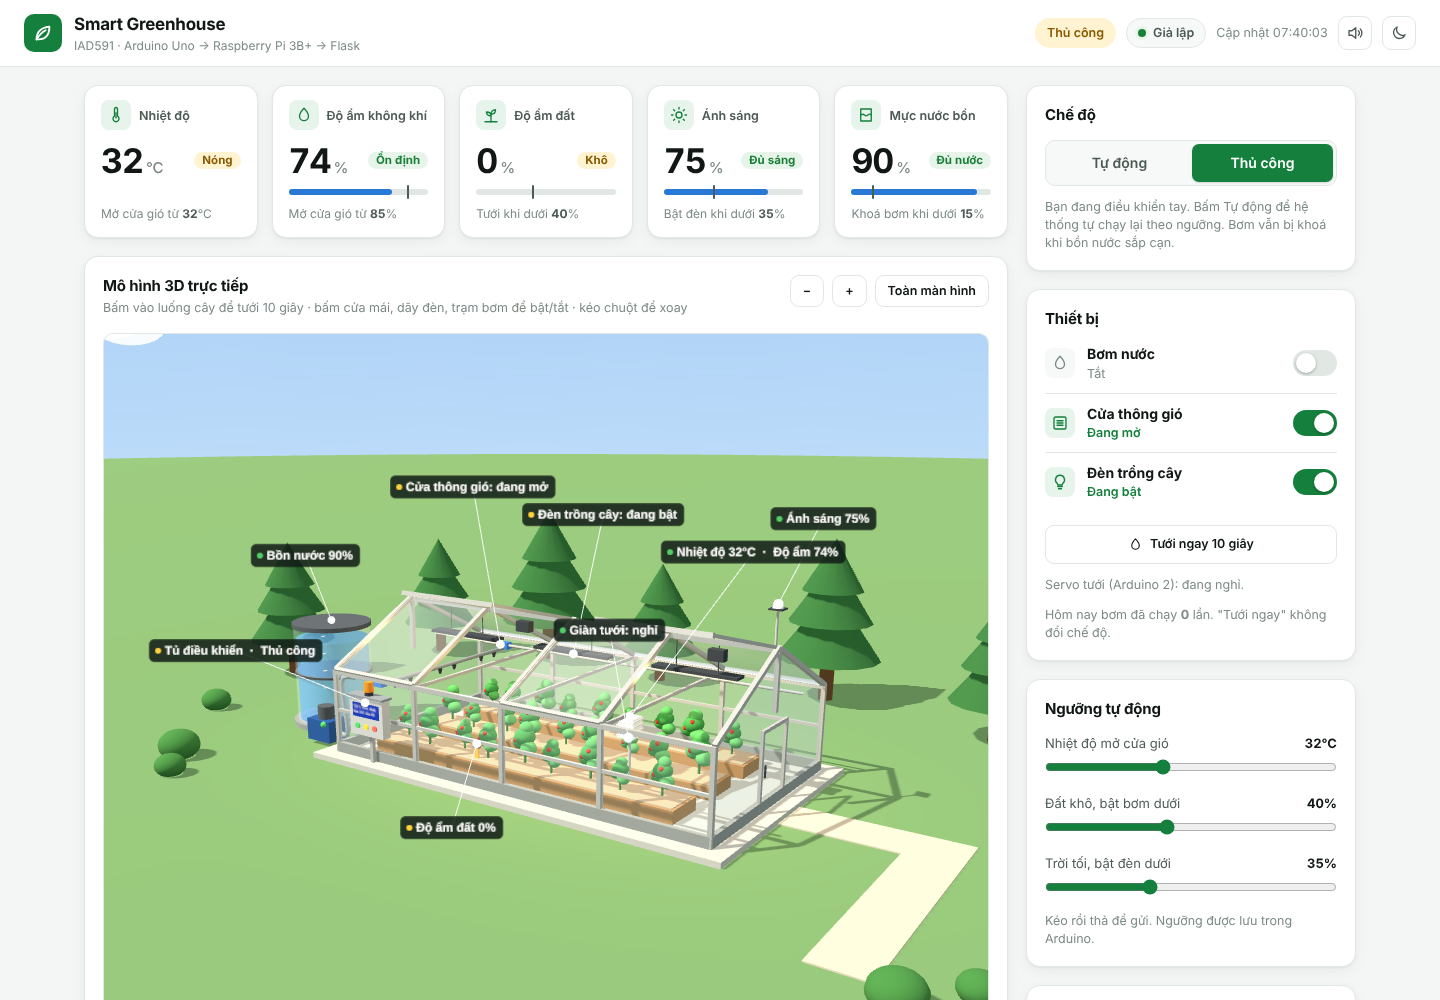 Smart Greenhouse
IAD591 · Arduino Uno → Raspberry Pi 3B+ → Flask
Thủ công
Giả lập
Cập nhật 07:40:03
Nhiệt độ
32 °C
Nóng
Mở cửa gió từ 32°C
Độ ẩm không khí
74 %
Ổn định
Mở cửa gió từ 85%
Độ ẩm đất
0 %
Khô
Tưới khi dưới 40%
Ánh sáng
75 %
Đủ sáng
Bật đèn khi dưới 35%
Mực nước bồn
90 %
Đủ nước
Khoá bơm khi dưới 15%
Mô hình 3D trực tiếp
Bấm vào luống cây để tưới 10 giây · bấm cửa mái, dãy đèn, trạm bơm để bật/tắt · kéo chuột để xoay
−
+
Toàn màn hình
Cửa thông gió: đang mở
Đèn trồng cây: đang bật
Ánh sáng 75%
Bồn nước 90%
Nhiệt độ 32°C · Độ ẩm 74%
Giàn tưới: nghỉ
Tủ điều khiển · Thủ công
Độ ẩm đất 0%
Chế độ
Tự động
Thủ công
Bạn đang điều khiển tay. Bấm Tự động để hệ
thống tự chạy lại theo ngưỡng. Bơm vẫn bị khoá
khi bồn nước sắp cạn.
Thiết bị
Bơm nước
Tắt
Cửa thông gió
Đang mở
Đèn trồng cây
Đang bật
Tưới ngay 10 giây
Servo tưới (Arduino 2): đang nghỉ.
Hôm nay bơm đã chạy 0 lần. "Tưới ngay" không
đổi chế độ.
Ngưỡng tự động
Nhiệt độ mở cửa gió
32°C
Đất khô, bật bơm dưới
40%
Trời tối, bật đèn dưới
35%
Kéo rồi thả để gửi. Ngưỡng được lưu trong
Arduino.